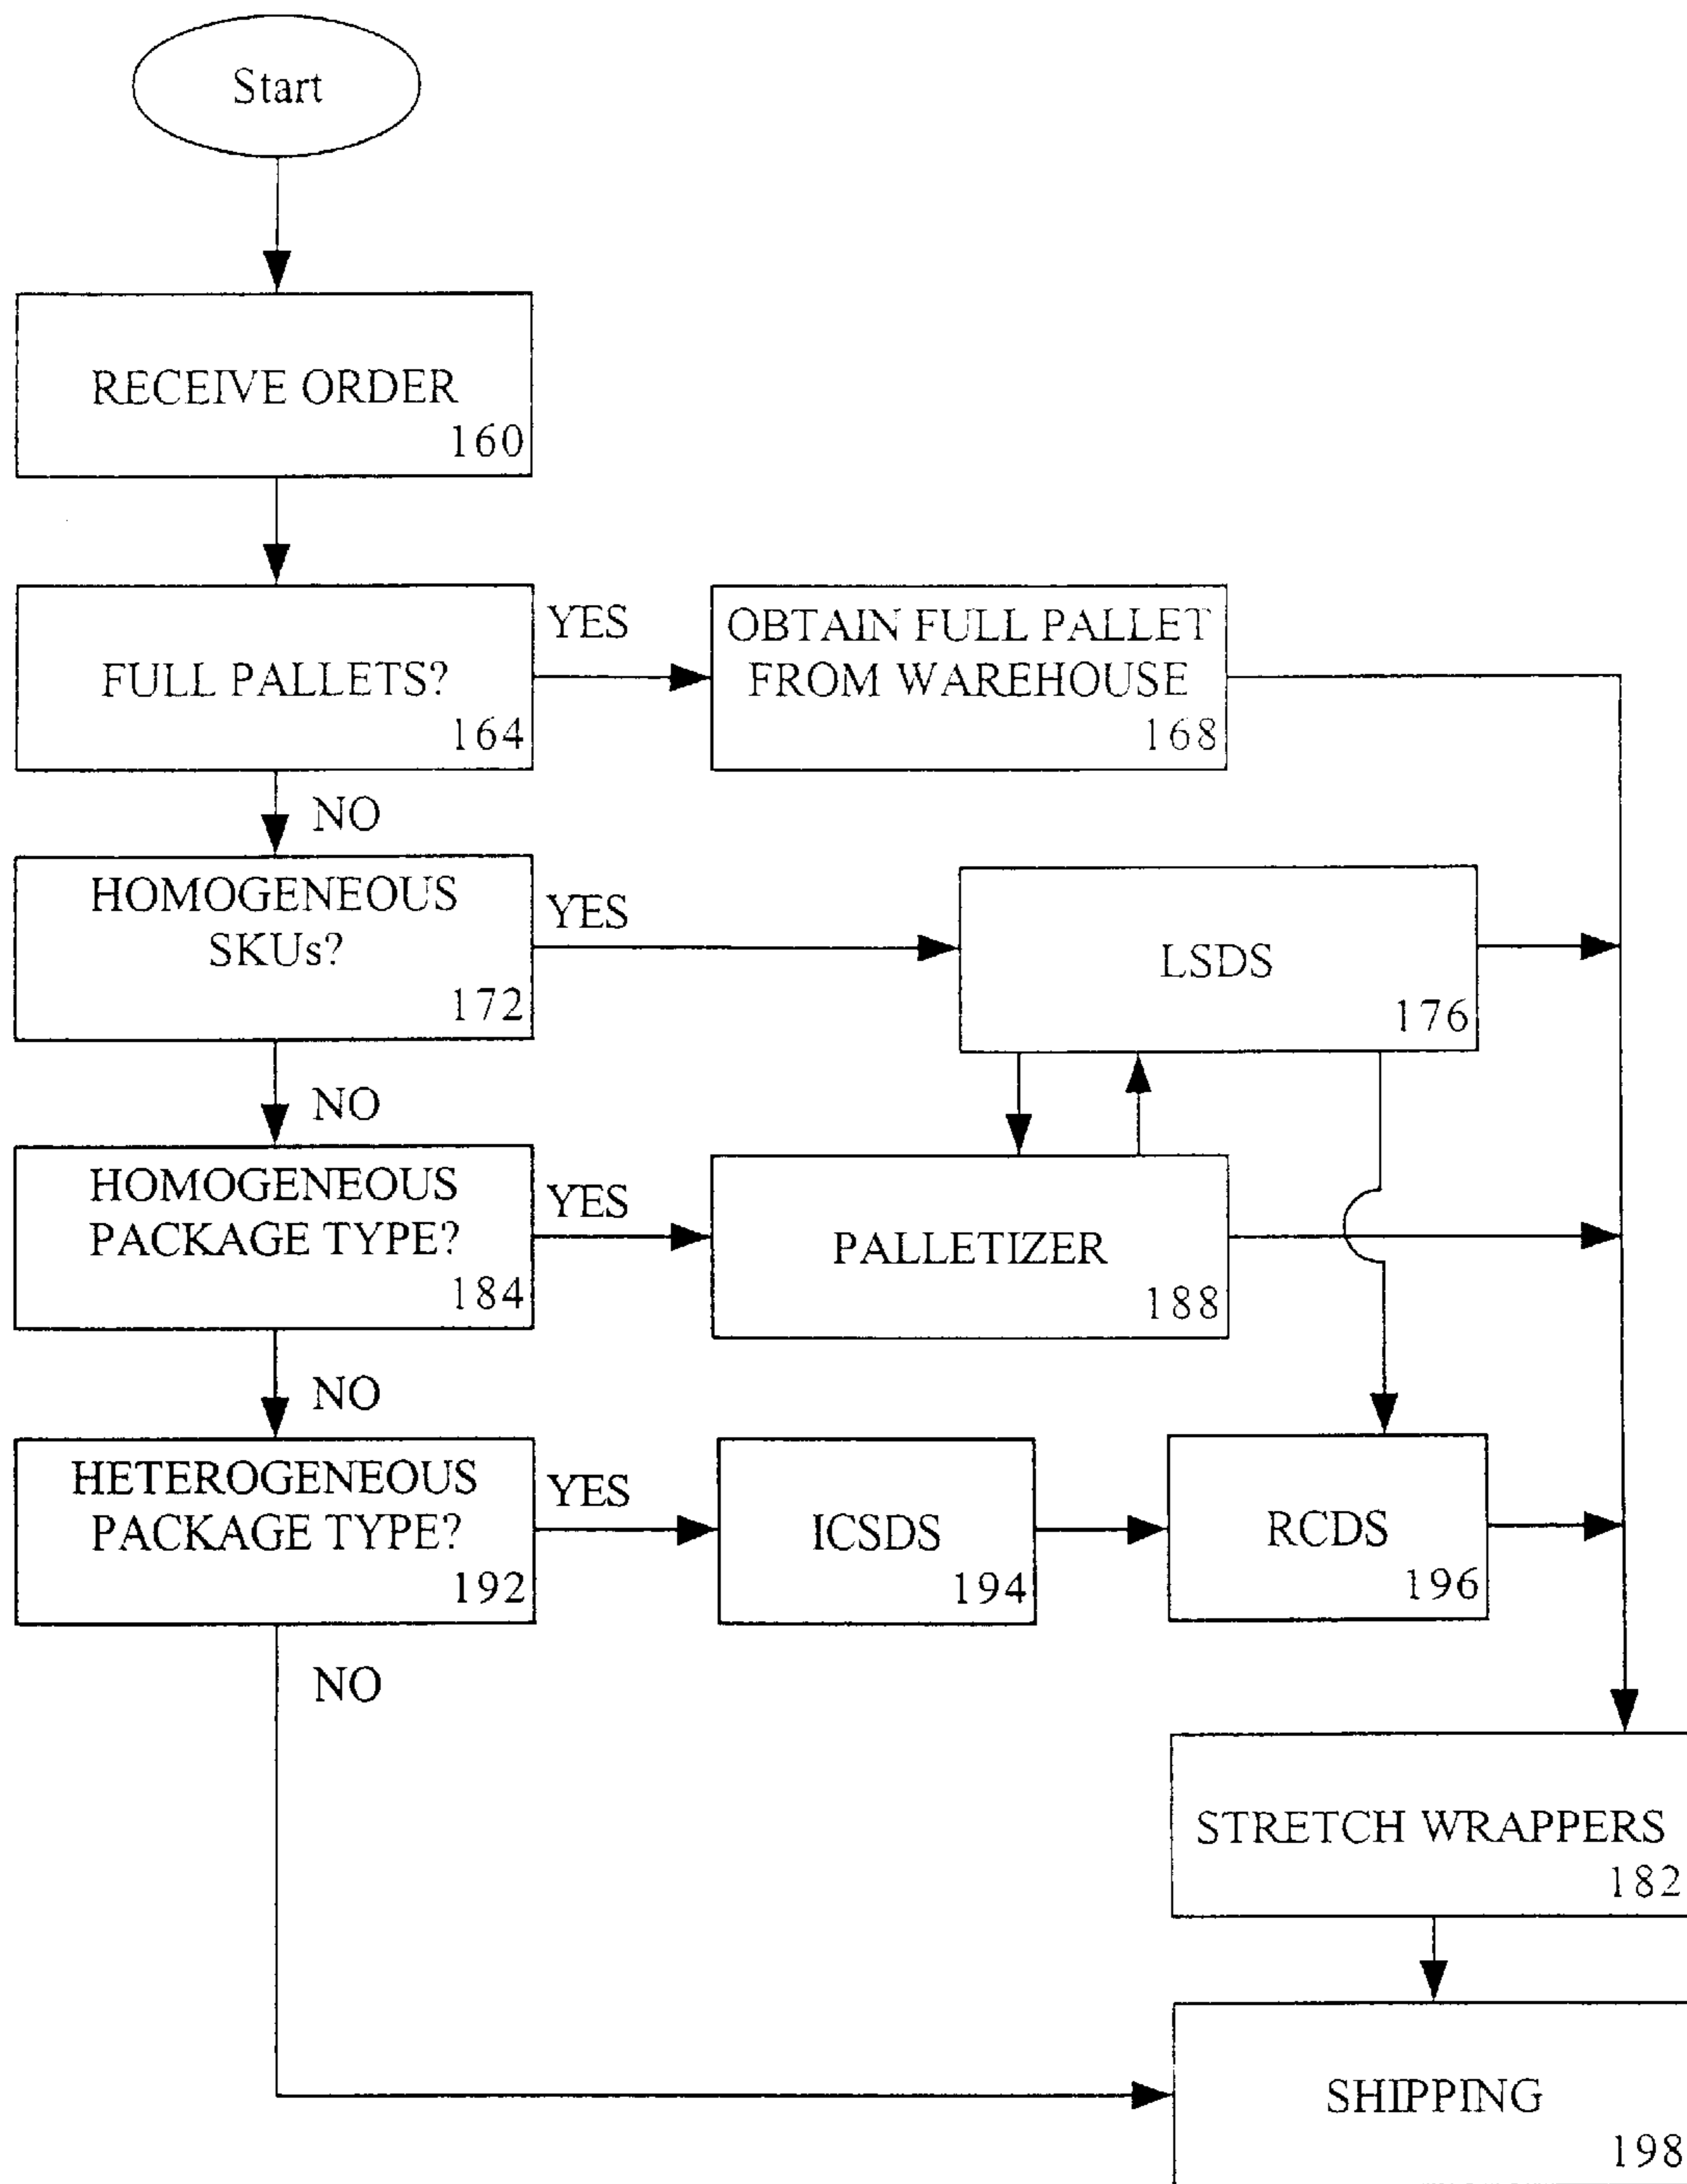 Start
RECEIVE ORDER
160
FULL PALLETS?
164
YES
OBTAIN FULL PALLET
FROM WAREHOUSE
168
NO
HOMOGENEOUS
SKUs?
172
YES
LSDS
176
NO
HOMOGENEOUS
PACKAGE TYPE?
184
YES
PALLETIZER
188
NO
HETEROGENEOUS
PACKAGE TYPE?
192
YES
ICSDS
194
RCDS
196
NO
STRETCH WRAPPERS
182
SHIPPING
198